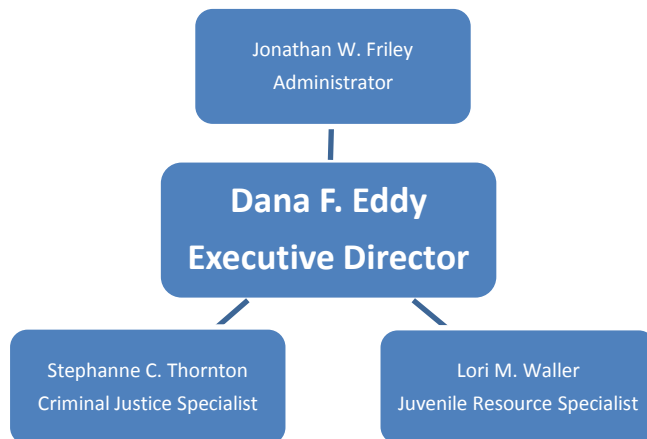 Jonathan W. Friley
Administrator
Dana F. Eddy
Executive Director
Stephanne C. Thornton
Criminal Justice Specialist
Lori M. Waller
Juvenile Resource Specialist